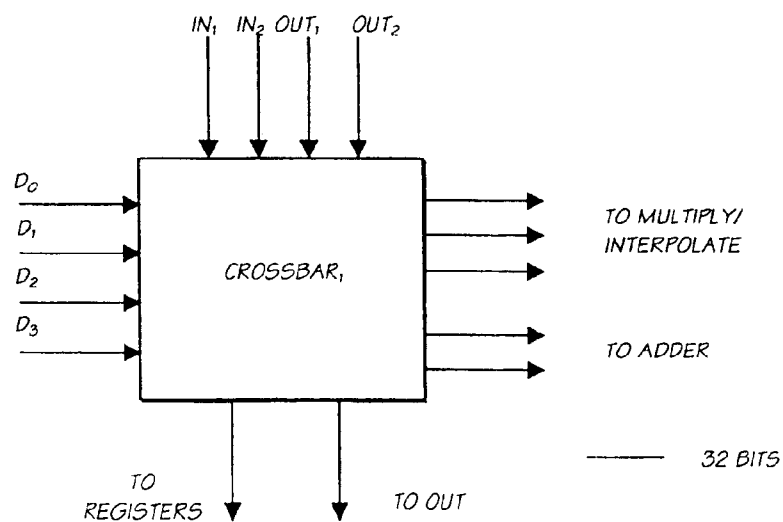 IN₁ IN₂ OUT₁ OUT₂
D₀
D₁
D₂
D₃
CROSSBAR₁
TO MULTIPLY/
INTERPOLATE
TO ADDER
32 BITS
TO
REGISTERS
TO OUT